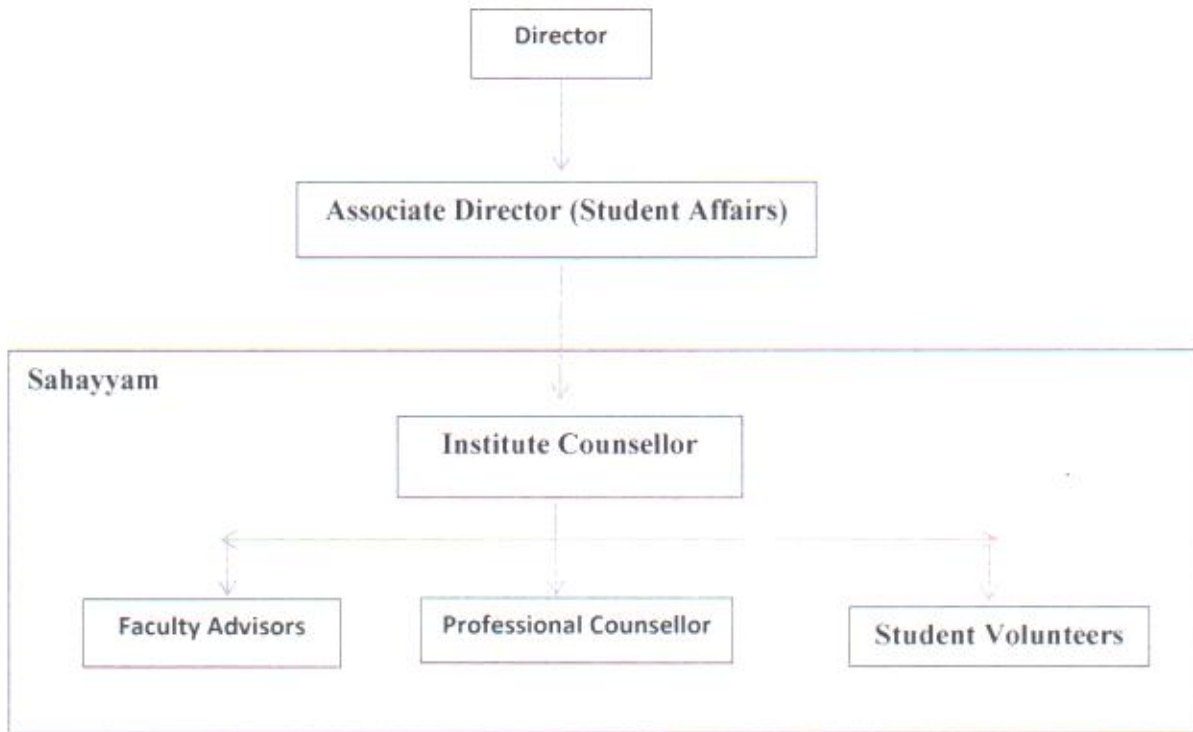 Director
Associate Director (Student Affairs)
Sahayyam
Institute Counsellor
Faculty Advisors
Professional Counsellor
Student Volunteers